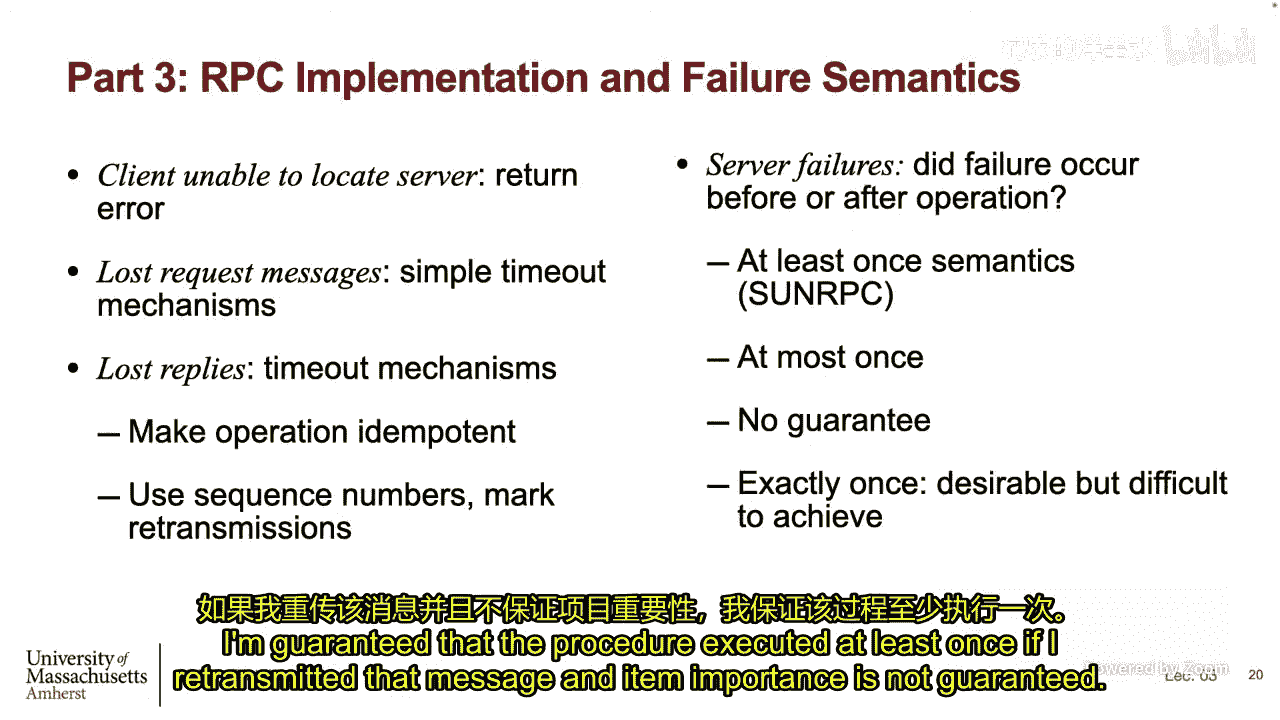 Part 3: RPC Implementation and Failure Semantics
• Client unable to locate server: return
error
• Lost request messages: simple timeout
mechanisms
• Lost replies: timeout mechanisms
– Make operation idempotent
– Use sequence numbers, mark
retransmissions
• Server failures: did failure occur
before or after operation?
– At least once semantics
(SUNRPC)
– At most once
– No guarantee
– Exactly once: desirable but difficult
to achieve
如果我重传该消息并且不保证项目重要性，我保证该过程至少执行一次。
I'm guaranteed that the procedure executed at least once if I
retransmitted that message and item importance is not guaranteed.
University of
Massachusetts
Amherst
Powered by Zoom
Lec. 03
20